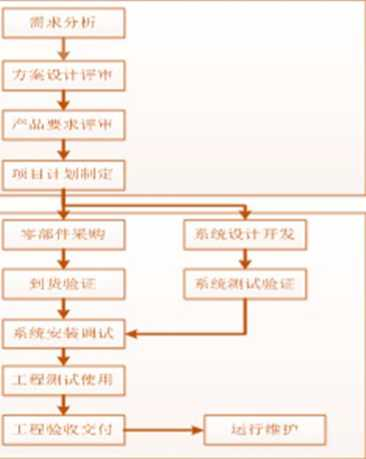 需求分析
方案设计评审
产品要求评审
项目计划制定
零部件采购
系统设计开发
到货验证
系统测试验证
系统安装调试
工程测试使用
工程验收交付
运行维护